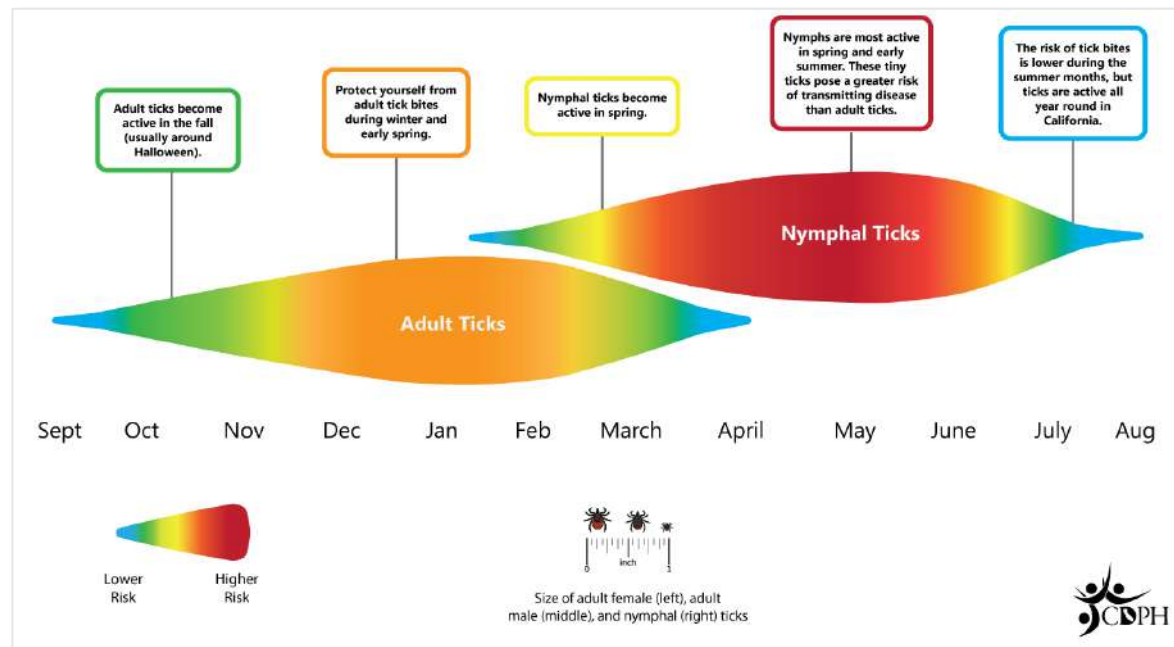 Adult ticks become
active in the fall
(usually around
Halloween).
Protect yourself from
adult tick bites
during winter and
early spring.
Nymphal ticks become
active in spring.
Nymphs are most active
in spring and early
summer. These tiny
ticks pose a greater risk
of transmitting disease
than adult ticks.
The risk of tick bites
is lower during the
summer months, but
ticks are active all
year round in
California.
Nymphal Ticks
Adult Ticks
Sept Oct Nov Dec Jan Feb March April May June July Aug
Lower
Risk
Higher
Risk
0 inch 1
Size of adult female (left), adult
male (middle), and nymphal (right) ticks
CDPH